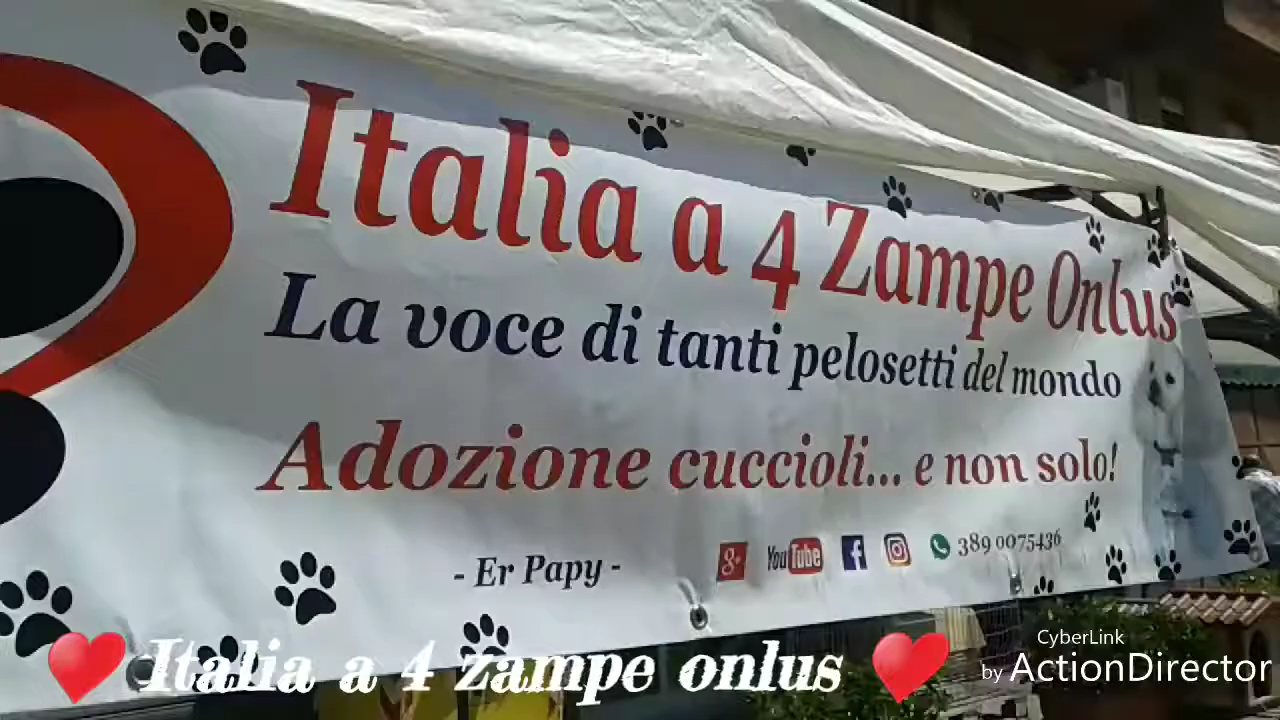 Italia a 4 Zampe Onlus
La voce di tanti pelosetti del mondo
Adozione cuccioli... e non solo!
- Er Papy -
g+ YouTube f 389 0075436
Italia a 4 zampe onlus
CyberLink
by ActionDirector